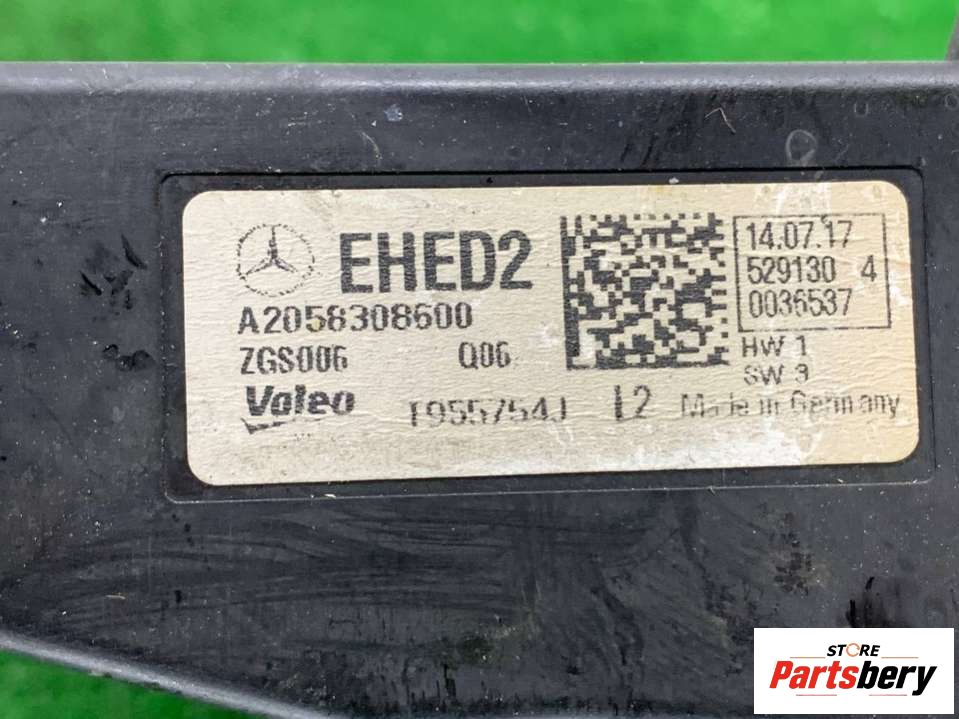 EHED2
A2058308600
ZGS006 Q06
Valeo T955754J L2 Made in Germany
14.07.17
529130 4
0036537
HW 1
SW 3
STORE
Partsbery